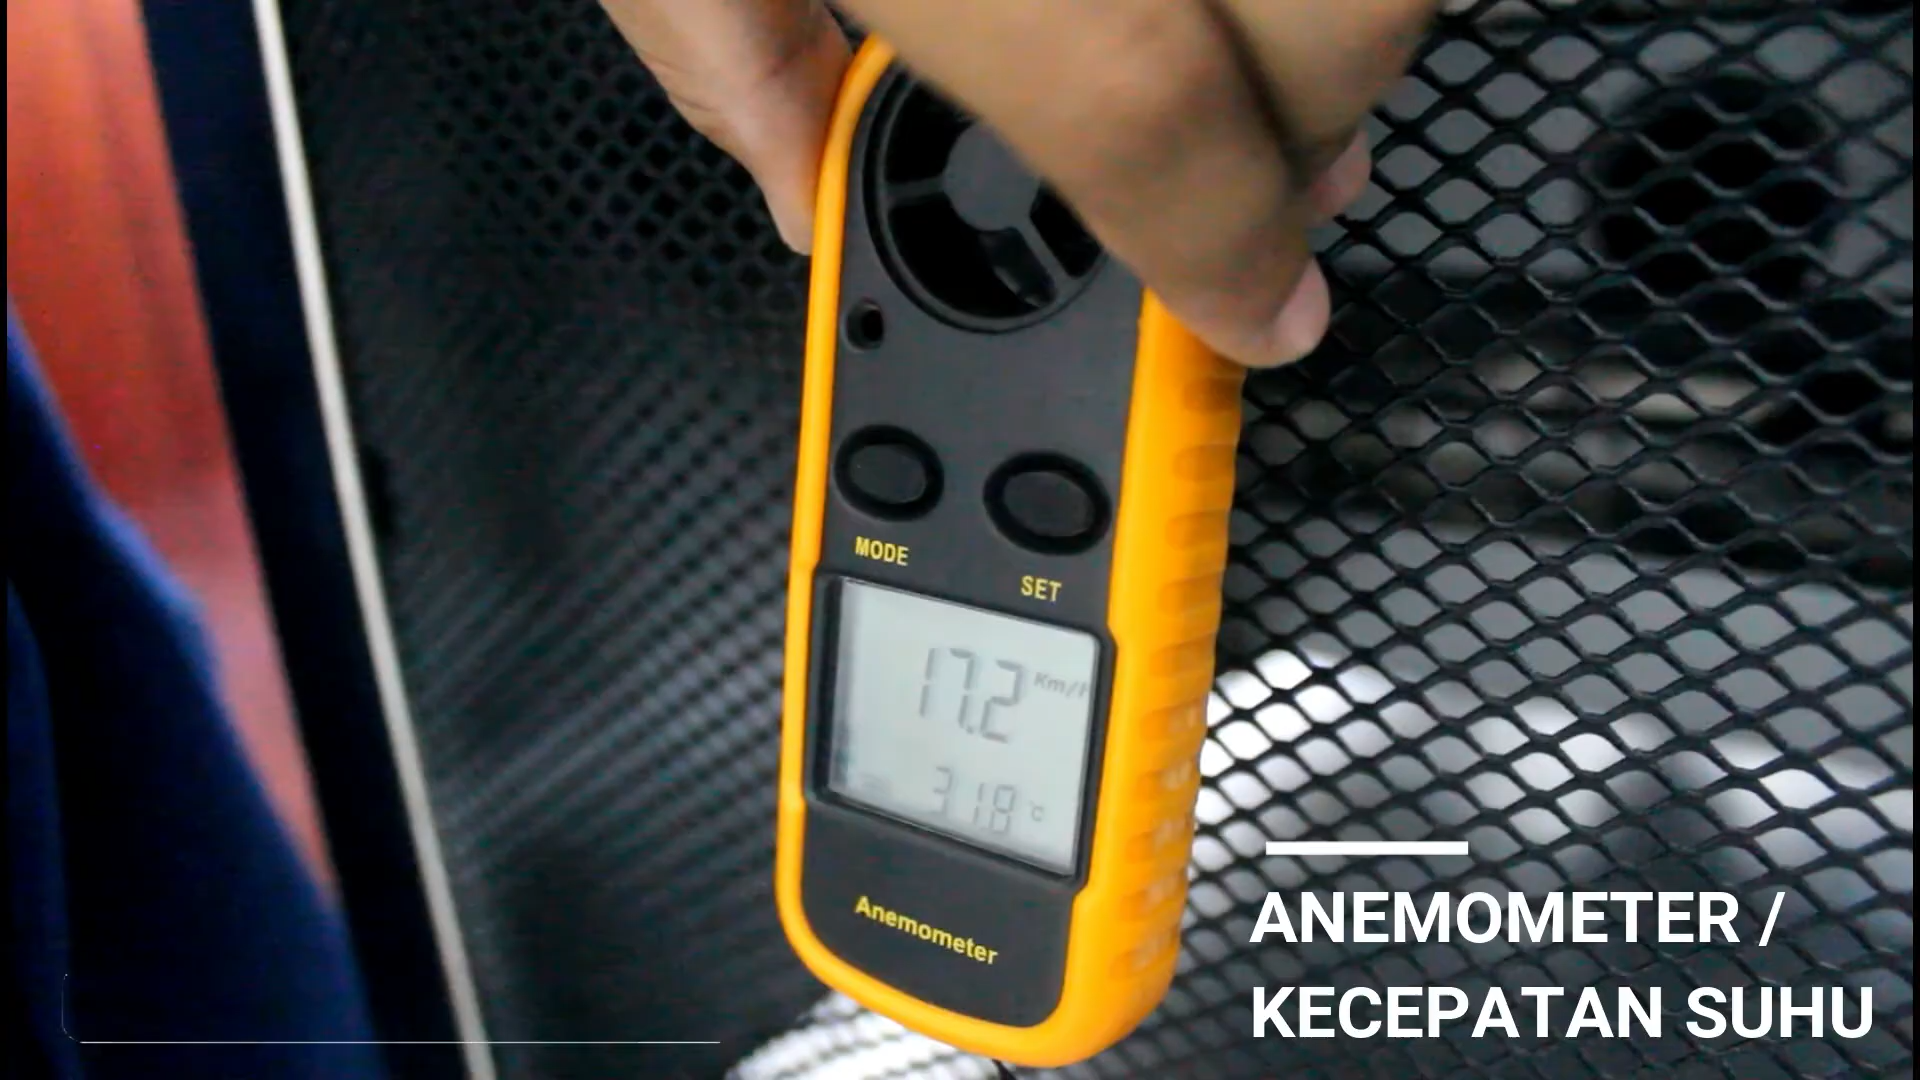 MODE
SET
17.2 Km/H
31.8 °C
Anemometer
ANEMOMETER /
KECEPATAN SUHU